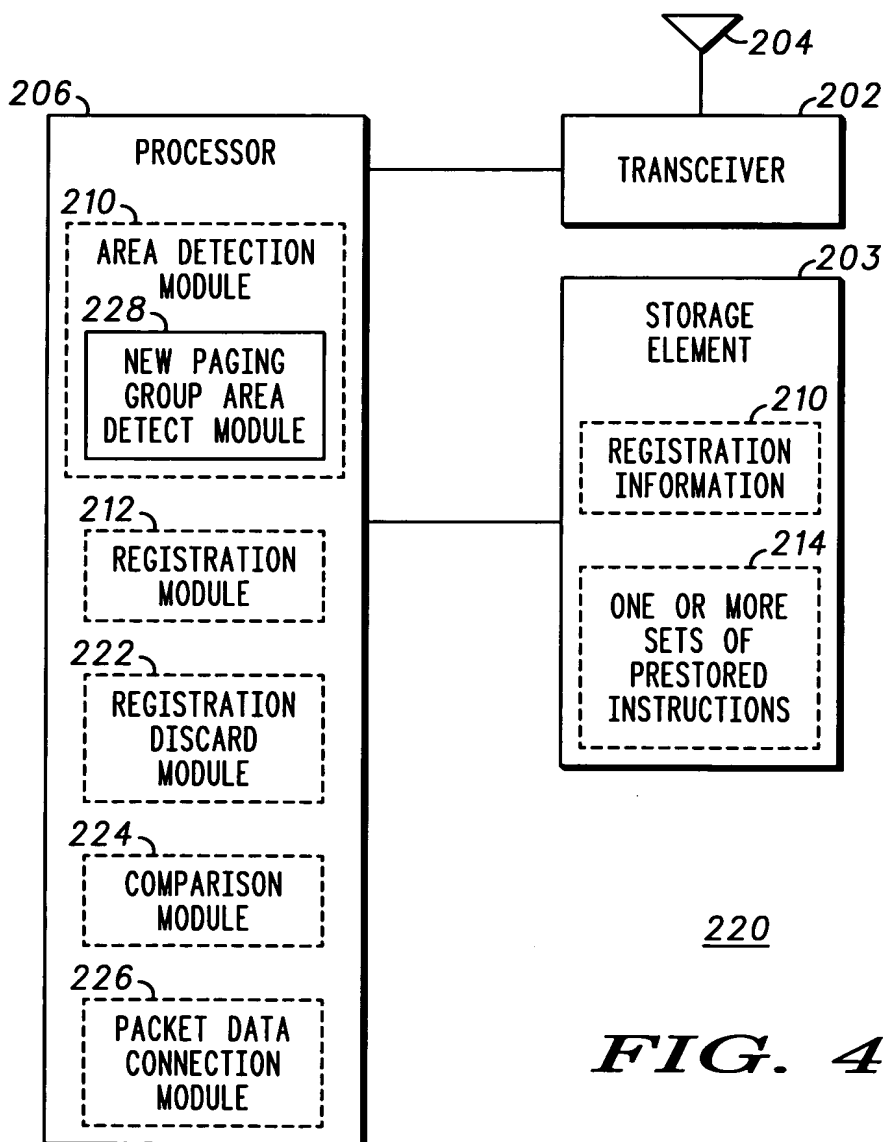 204
206
202
PROCESSOR
TRANSCEIVER
210
AREA DETECTION
MODULE
228
NEW PAGING
GROUP AREA
DETECT MODULE
203
STORAGE
ELEMENT
210
REGISTRATION
INFORMATION
212
REGISTRATION
MODULE
214
ONE OR MORE
SETS OF
PRESTORED
INSTRUCTIONS
222
REGISTRATION
DISCARD
MODULE
224
COMPARISON
MODULE
220
226
PACKET DATA
CONNECTION
MODULE
FIG. 4